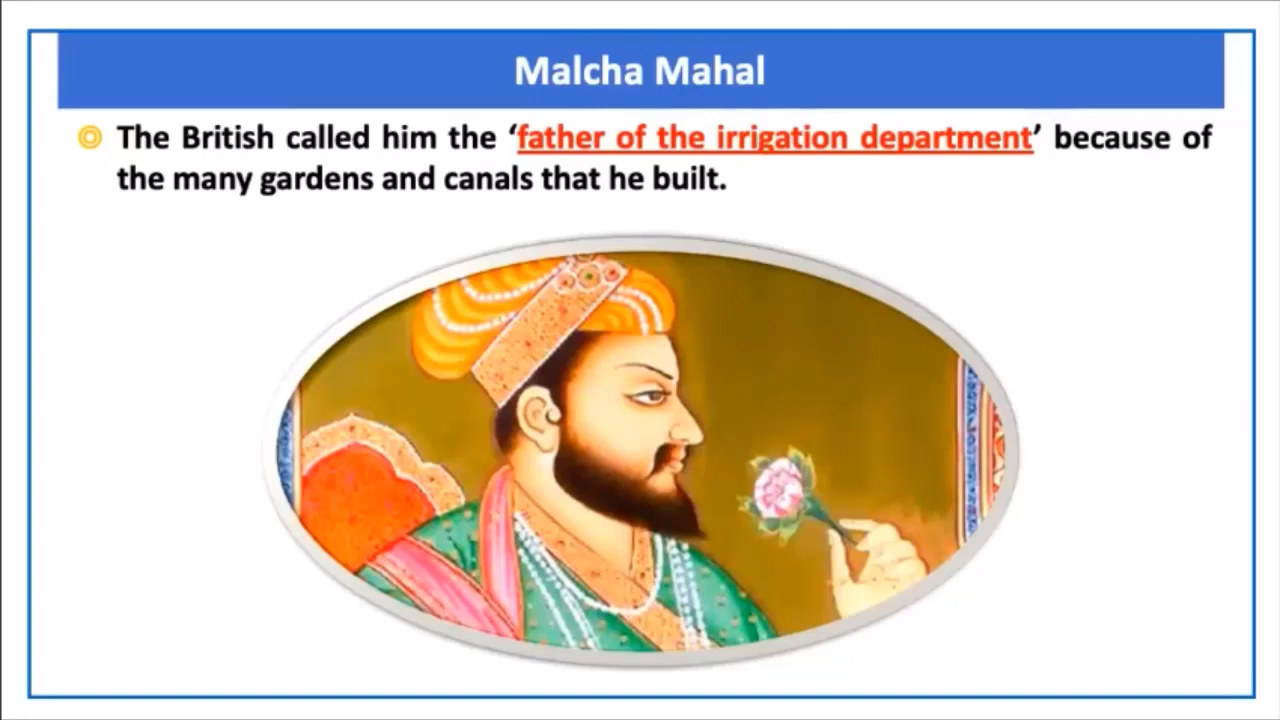 Malcha Mahal
The British called him the ‘father of the irrigation department’ because of
the many gardens and canals that he built.